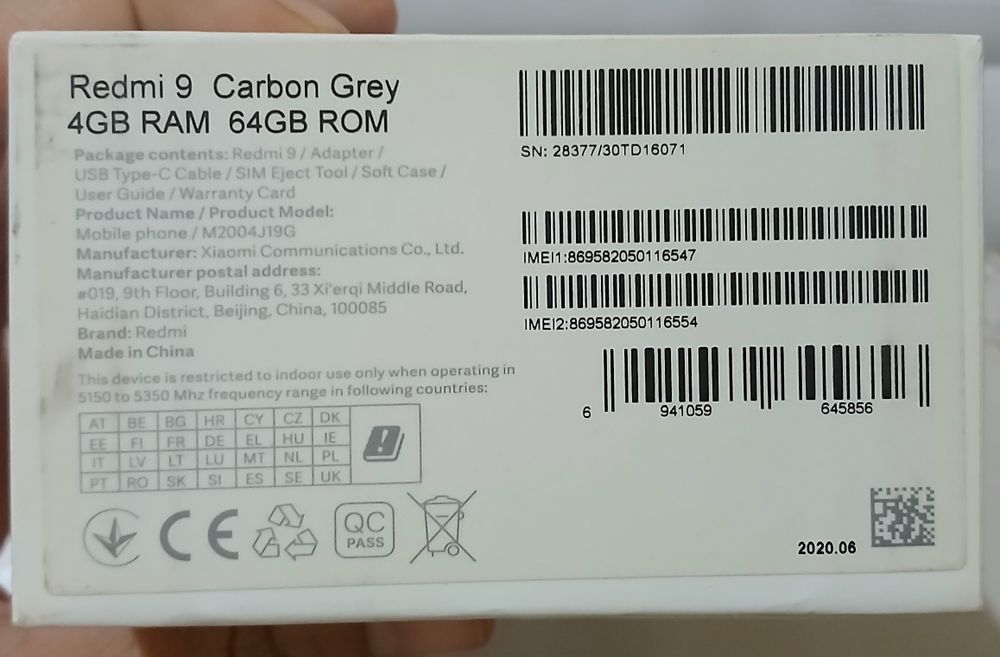 Redmi 9 Carbon Grey
4GB RAM 64GB ROM
Package contents: Redmi 9 / Adapter /
USB Type-C Cable / SIM Eject Tool / Soft Case /
User Guide / Warranty Card
Product Name / Product Model:
Mobile phone / M2004J19G
Manufacturer: Xiaomi Communications Co., Ltd.
Manufacturer postal address:
#019, 9th Floor, Building 6, 33 Xi'erqi Middle Road,
Haidian District, Beijing, China, 100085
Brand: Redmi
Made in China
This device is restricted to indoor use only when operating in
5150 to 5350 Mhz frequency range in following countries:
AT BE BG HR CY CZ DK
EE FI FR DE EL HU IE
IT LV LT LU MT NL PL
PT RO SK SI ES SE UK
CE
QC
PASS
SN: 28377/30TD16071
IMEI1:869582050116547
IMEI2:869582050116554
6 941059 645856
2020.06